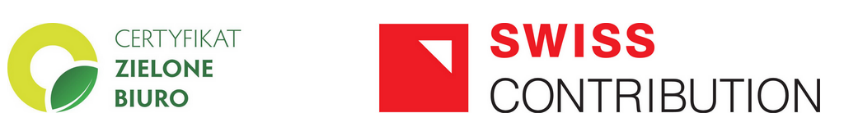 CERTYFIKAT
ZIELONE
BIURO
SWISS
CONTRIBUTION